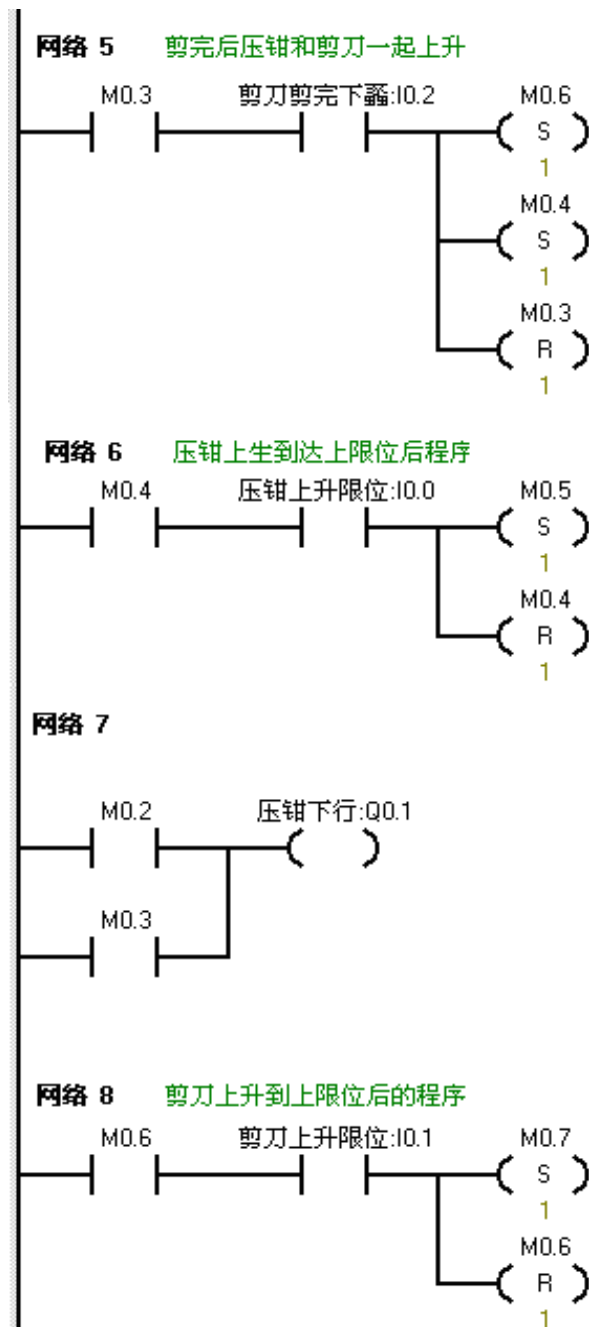 网络 5 剪完后压钳和剪刀一起上升
M0.3 剪刀剪完下蠚:I0.2 M0.6
S
1
M0.4
S
1
M0.3
R
1
网络 6 压钳上生到达上限位后程序
M0.4 压钳上升限位:I0.0 M0.5
S
1
M0.4
R
1
网络 7
M0.2 压钳下行:Q0.1
M0.3
网络 8 剪刀上升到上限位后的程序
M0.6 剪刀上升限位:I0.1 M0.7
S
1
M0.6
R
1